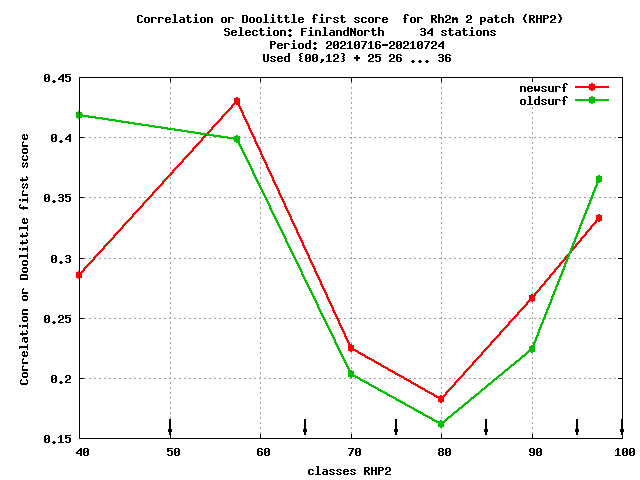 Correlation or Doolittle first score  for Rh2m 2 patch (RHP2)
Selection: FinlandNorth     34 stations
Period: 20210716-20210724
Used {00,12} + 25 26 ... 36
newsurf
oldsurf
0.45
0.4
0.35
0.3
0.25
0.2
0.15
Correlation or Doolittle first score
40 50 60 70 80 90 100
classes RHP2